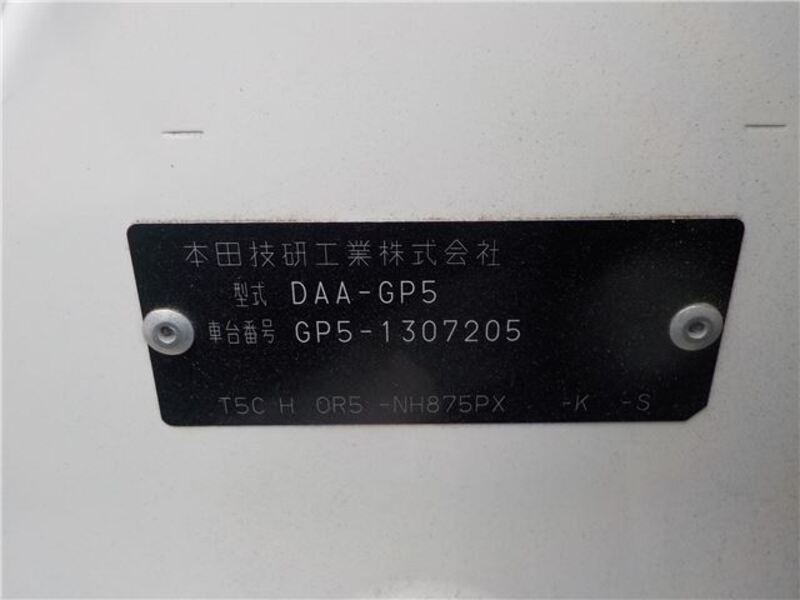 本田技研工業株式会社
型式 DAA-GP5
車台番号 GP5-1307205
T5C H OR5 -NH875PX -K -S